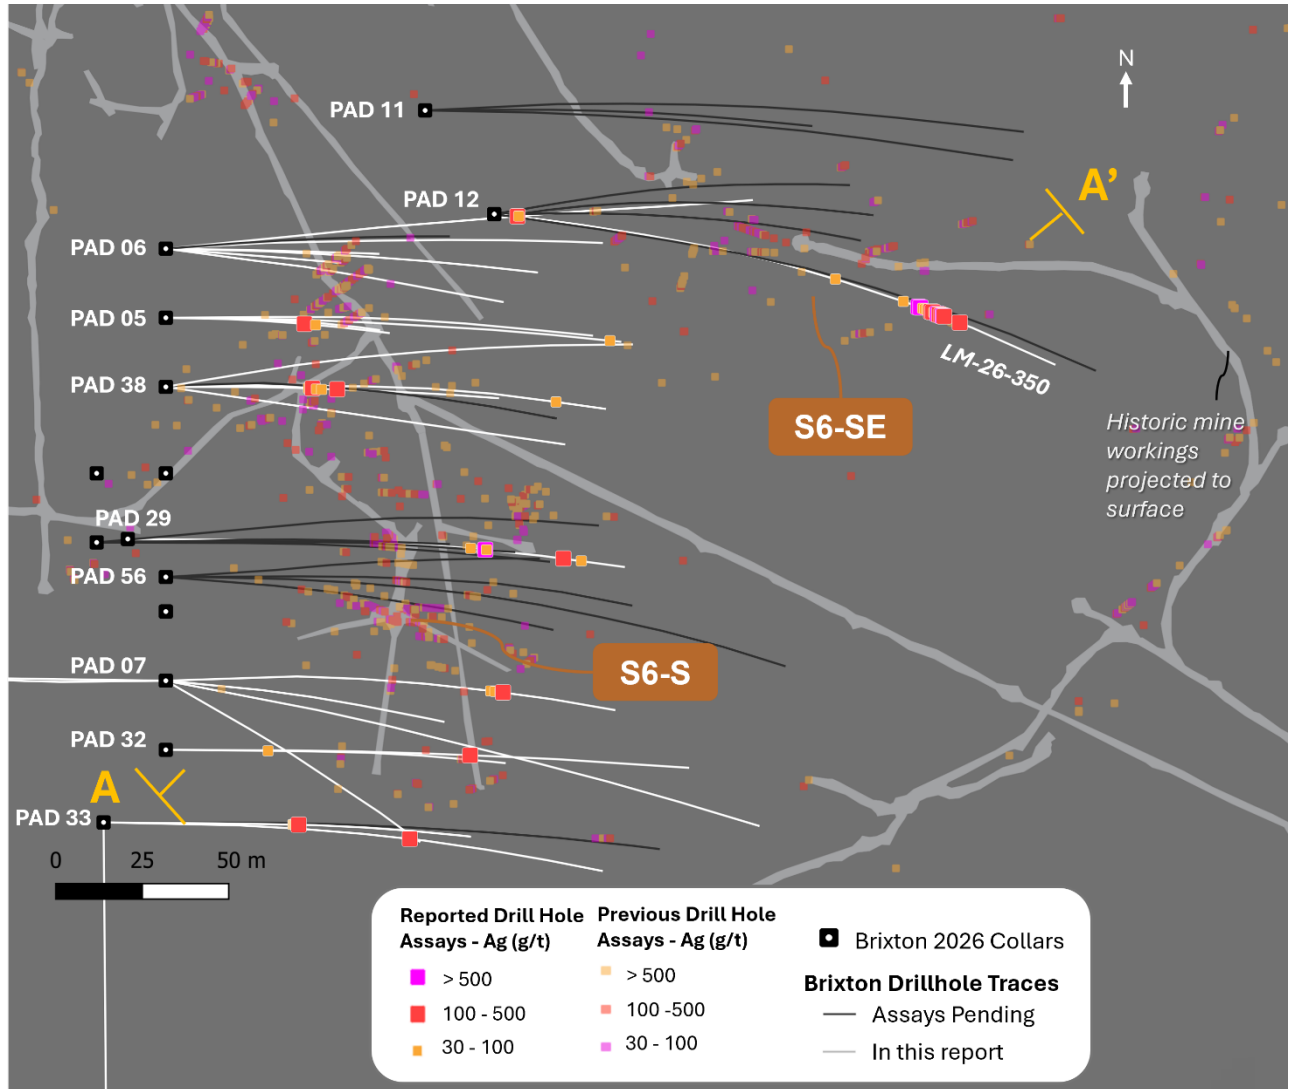 N
PAD 11
A’
PAD 12
PAD 06
PAD 05
PAD 38
LM-26-350
S6-SE
Historic mine
workings
projected to
surface
PAD 29
PAD 56
S6-S
PAD 07
PAD 32
A
PAD 33
0 25 50 m
Reported Drill Hole
Assays - Ag (g/t)
> 500
100 - 500
30 - 100
Previous Drill Hole
Assays - Ag (g/t)
> 500
100 -500
30 - 100
Brixton 2026 Collars
Brixton Drillhole Traces
Assays Pending
In this report